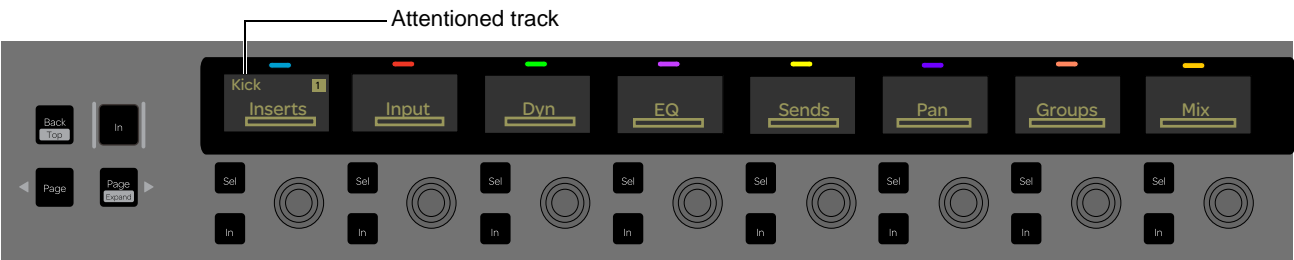 Attentioned track
Kick 1
Inserts Input Dyn EQ Sends Pan Groups Mix
Back
Top
In
Page
Page
Expand
Sel Sel Sel Sel Sel Sel Sel Sel
In In In In In In In In